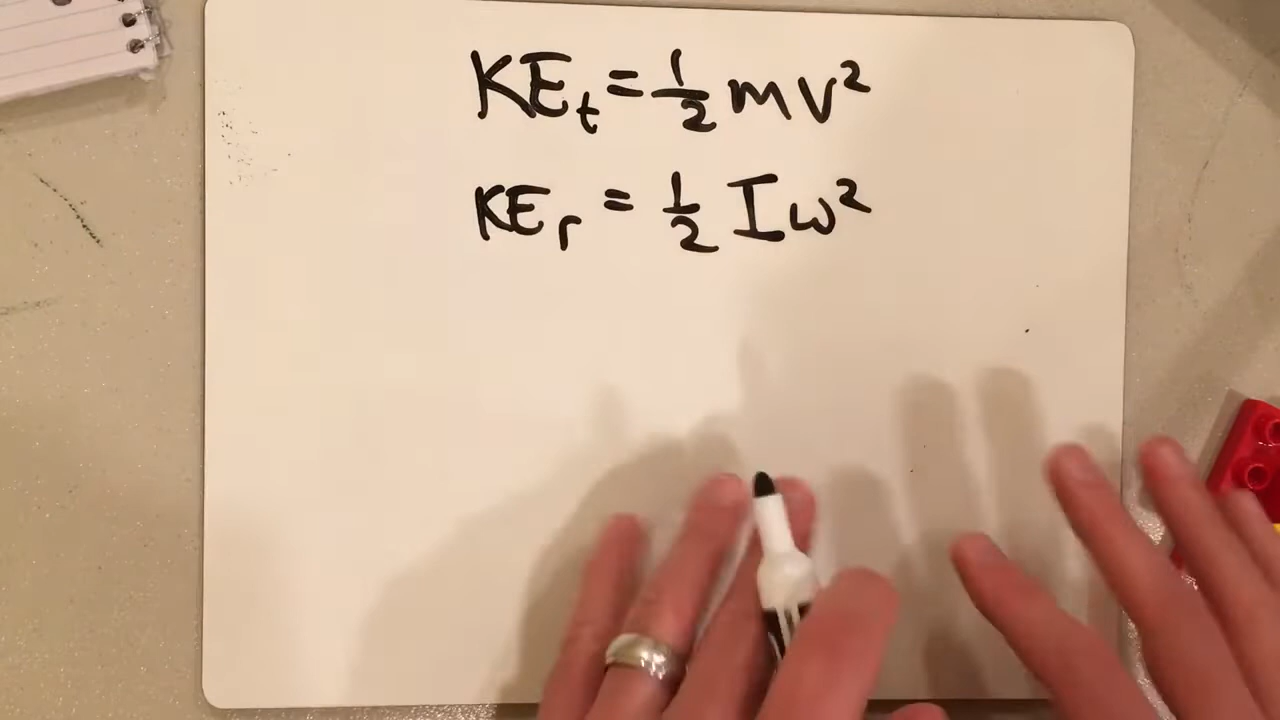 KEₜ = ½ mv²
KEᵣ = ½ Iω²